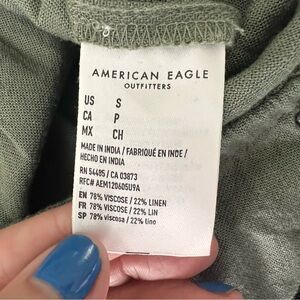 AMERICAN EAGLE
OUTFITTERS
US S
CA P
MX CH
MADE IN INDIA / FABRIQUÉ EN INDE /
HECHO EN INDIA
RN 54485 / CA 03873
RFC# AEM120605U9A
EN 78% VISCOSE / 22% LINEN
FR 78% VISCOSE / 22% LIN
SP 78% viscosa / 22% lino